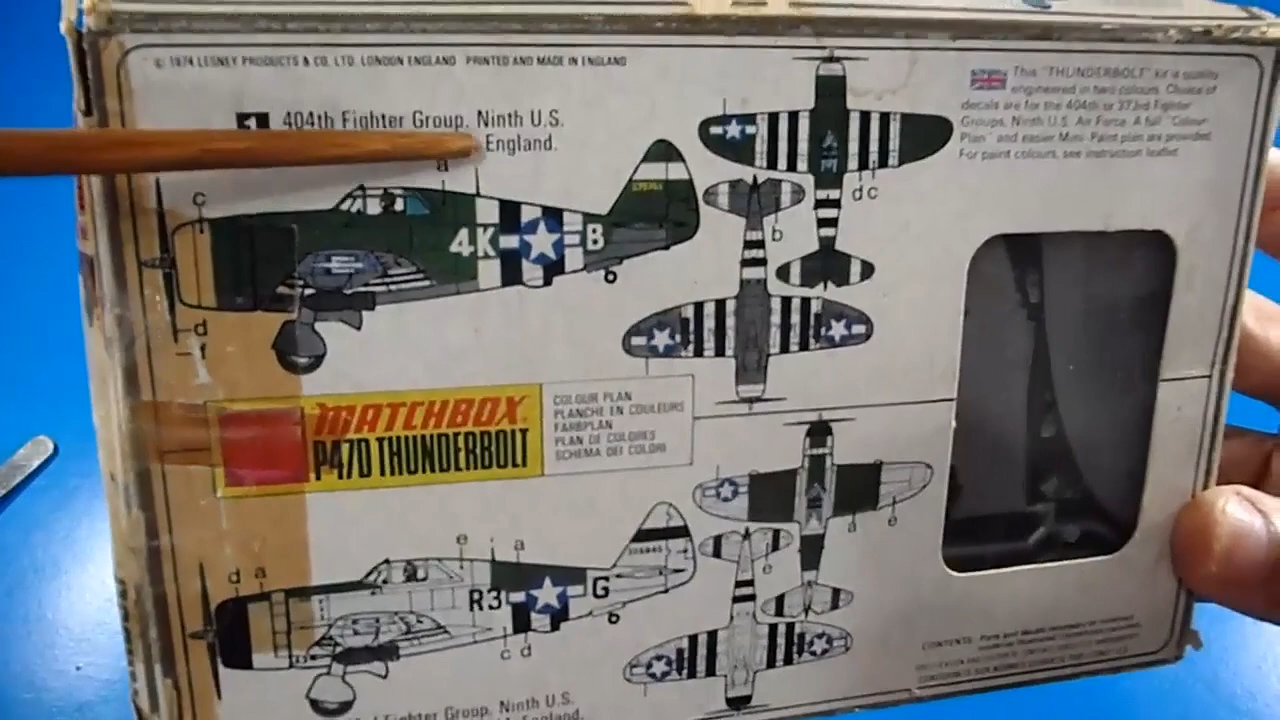 © 1974 LESNEY PRODUCTS & CO. LTD. LONDON ENGLAND PRINTED AND MADE IN ENGLAND
1 404th Fighter Group, Ninth U.S.
England.
This "THUNDERBOLT" kit is quality
engineered in two colours. Choice of
decals are for the 404th or 373rd Fighter
Groups, Ninth U.S. Air Force. A full "Colour
Plan" and easier Mini-Paint plan are provided.
For paint colours, see instruction leaflet.
a
c
4K B
d
d c
b
MATCHBOX
P47D THUNDERBOLT
COLOUR PLAN
PLANCHE EN COULEURS
FARBPLAN
PLAN DE COLORES
SCHEMA DEI COLORI
e a
d a
R3 G
c d
a e
e
Fighter Group, Ninth U.S.
England.
CONTENTS: